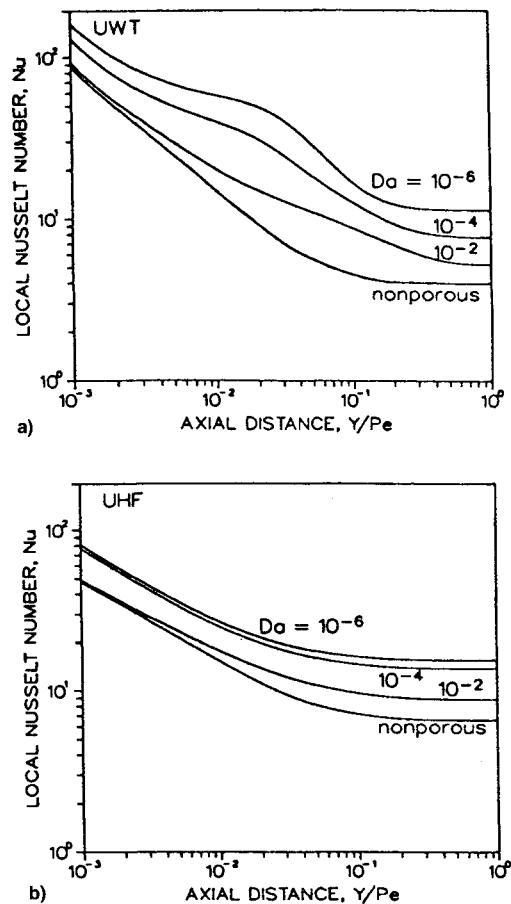 UWT
LOCAL NUSSELT NUMBER, Nu
10²
10¹
10⁰
Da = 10⁻⁶
10⁻⁴
10⁻²
nonporous
10⁻³ 10⁻² 10⁻¹ 10⁰
AXIAL DISTANCE, Y/Pe
a)
UHF
LOCAL NUSSELT NUMBER, Nu
10²
10¹
10⁰
Da = 10⁻⁶
10⁻⁴ 10⁻²
nonporous
10⁻³ 10⁻² 10⁻¹ 10⁰
AXIAL DISTANCE, Y/Pe
b)